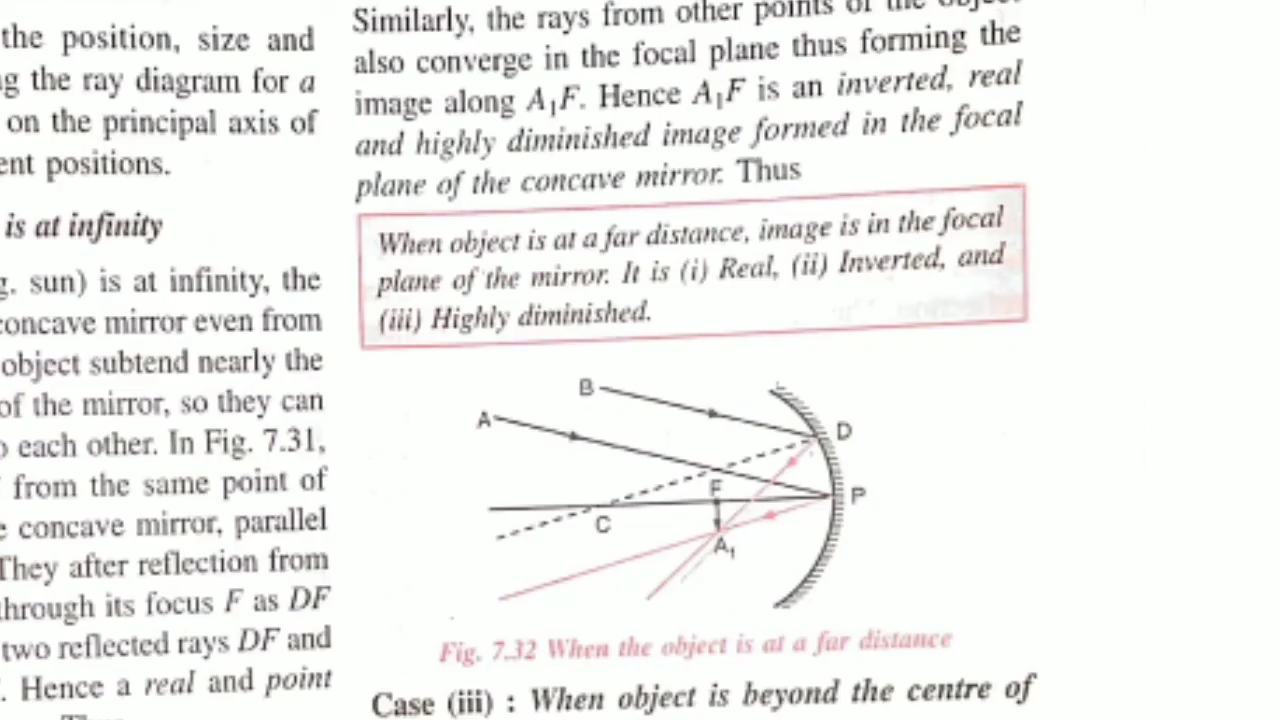 the position, size and
the ray diagram for a
on the principal axis of
positions.
is at infinity
sun) is at infinity, the
concave mirror even from
object subtend nearly the
of the mirror, so they can
each other. In Fig. 7.31,
from the same point of
concave mirror, parallel
They after reflection from
through its focus F as DF
two reflected rays DF and
Hence a real and point
Similarly, the rays from other points of the object
also converge in the focal plane thus forming the
image along A₁F. Hence A₁F is an inverted, real
and highly diminished image formed in the focal
plane of the concave mirror. Thus
When object is at a far distance, image is in the focal
plane of the mirror. It is (i) Real, (ii) Inverted, and
(iii) Highly diminished.
B
A
D
F
P
C
A₁
Fig. 7.32 When the object is at a far distance
Case (iii) : When object is beyond the centre of